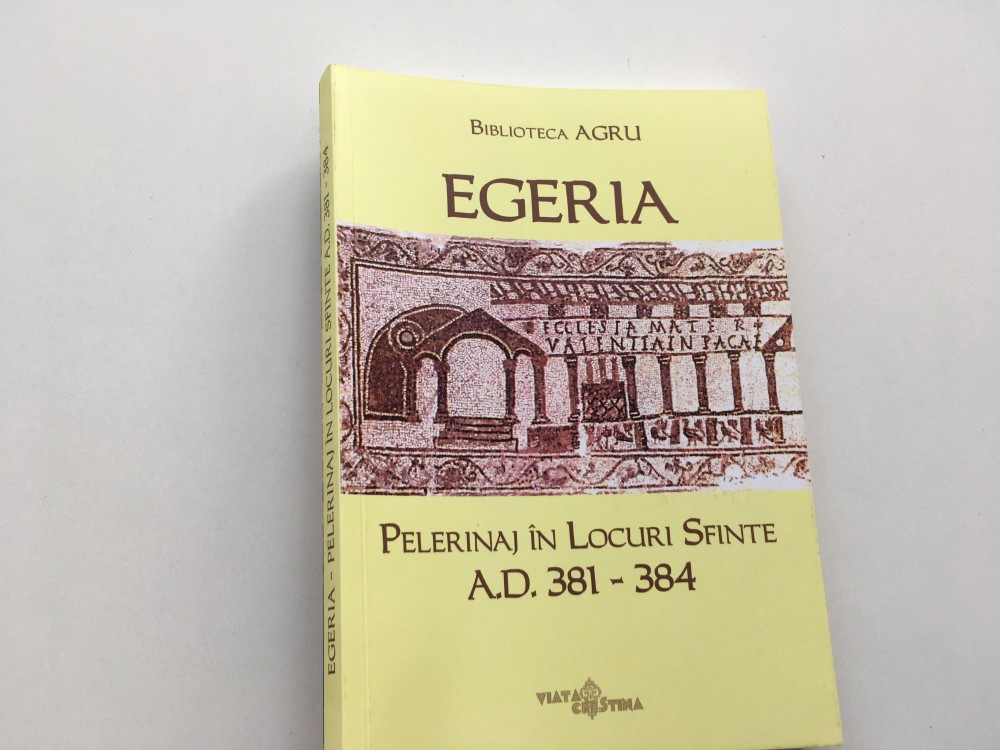 BIBLIOTECA AGRU
EGERIA
ECCLESIA MATER
VALENTIA IN PACAE
PELERINAJ ÎN LOCURI SFINTE
A.D. 381 - 384
VIATA CRESTINA
EGERIA - PELERINAJ ÎN LOCURI SFINTE A.D. 381 - 384